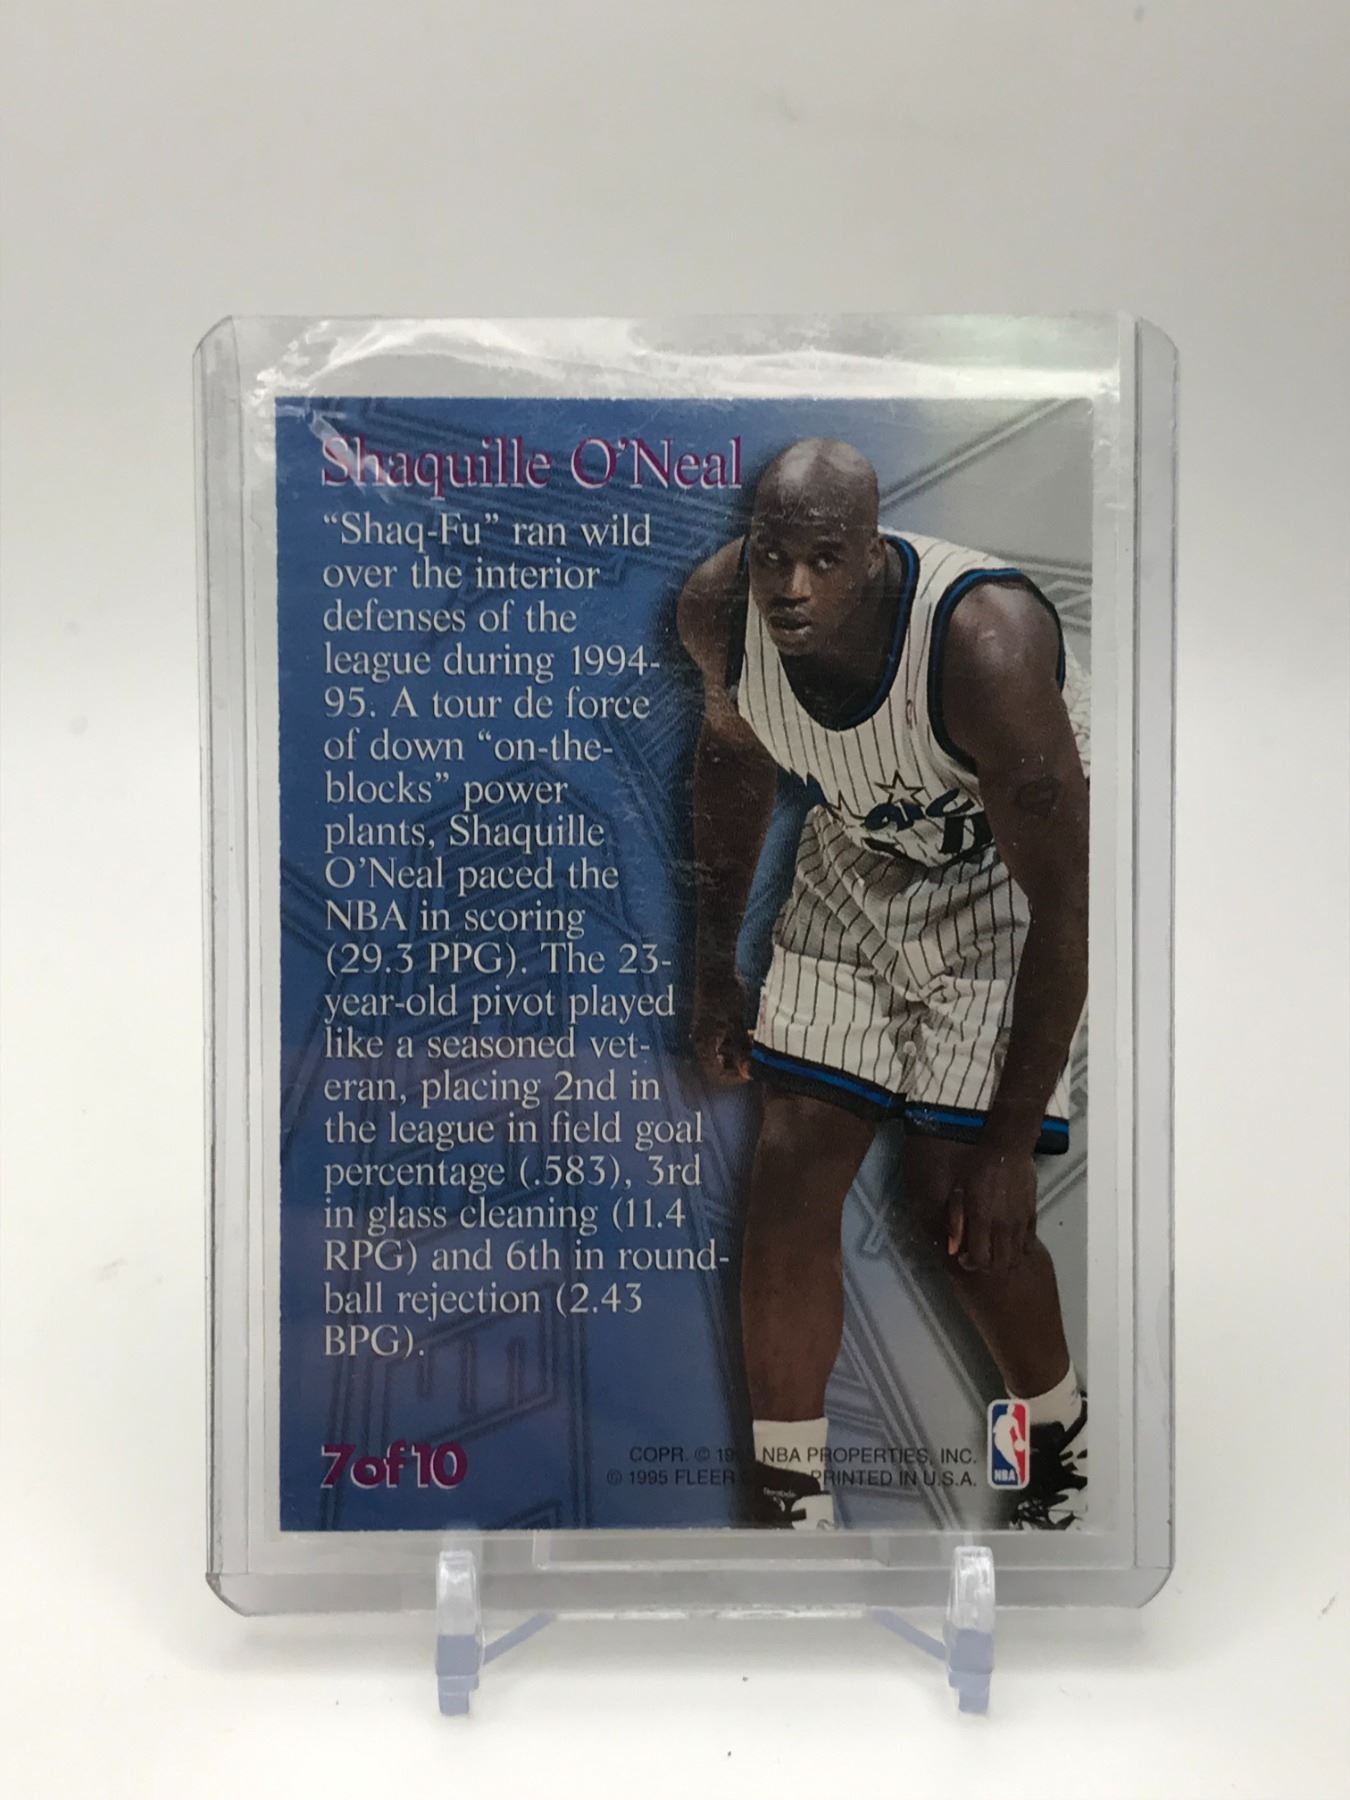 Shaquille O'Neal
“Shaq-Fu” ran wild
over the interior
defenses of the
league during 1994-
95. A tour de force
of down “on-the-
blocks” power
plants, Shaquille
O'Neal paced the
NBA in scoring
(29.3 PPG). The 23-
year-old pivot played
like a seasoned vet-
eran, placing 2nd in
the league in field goal
percentage (.583), 3rd
in glass cleaning (11.4
RPG) and 6th in round-
ball rejection (2.43
BPG).
7 of 10
COPR. © NBA PROPERTIES, INC.
© 1995 FLEER PRINTED IN U.S.A.
NBA